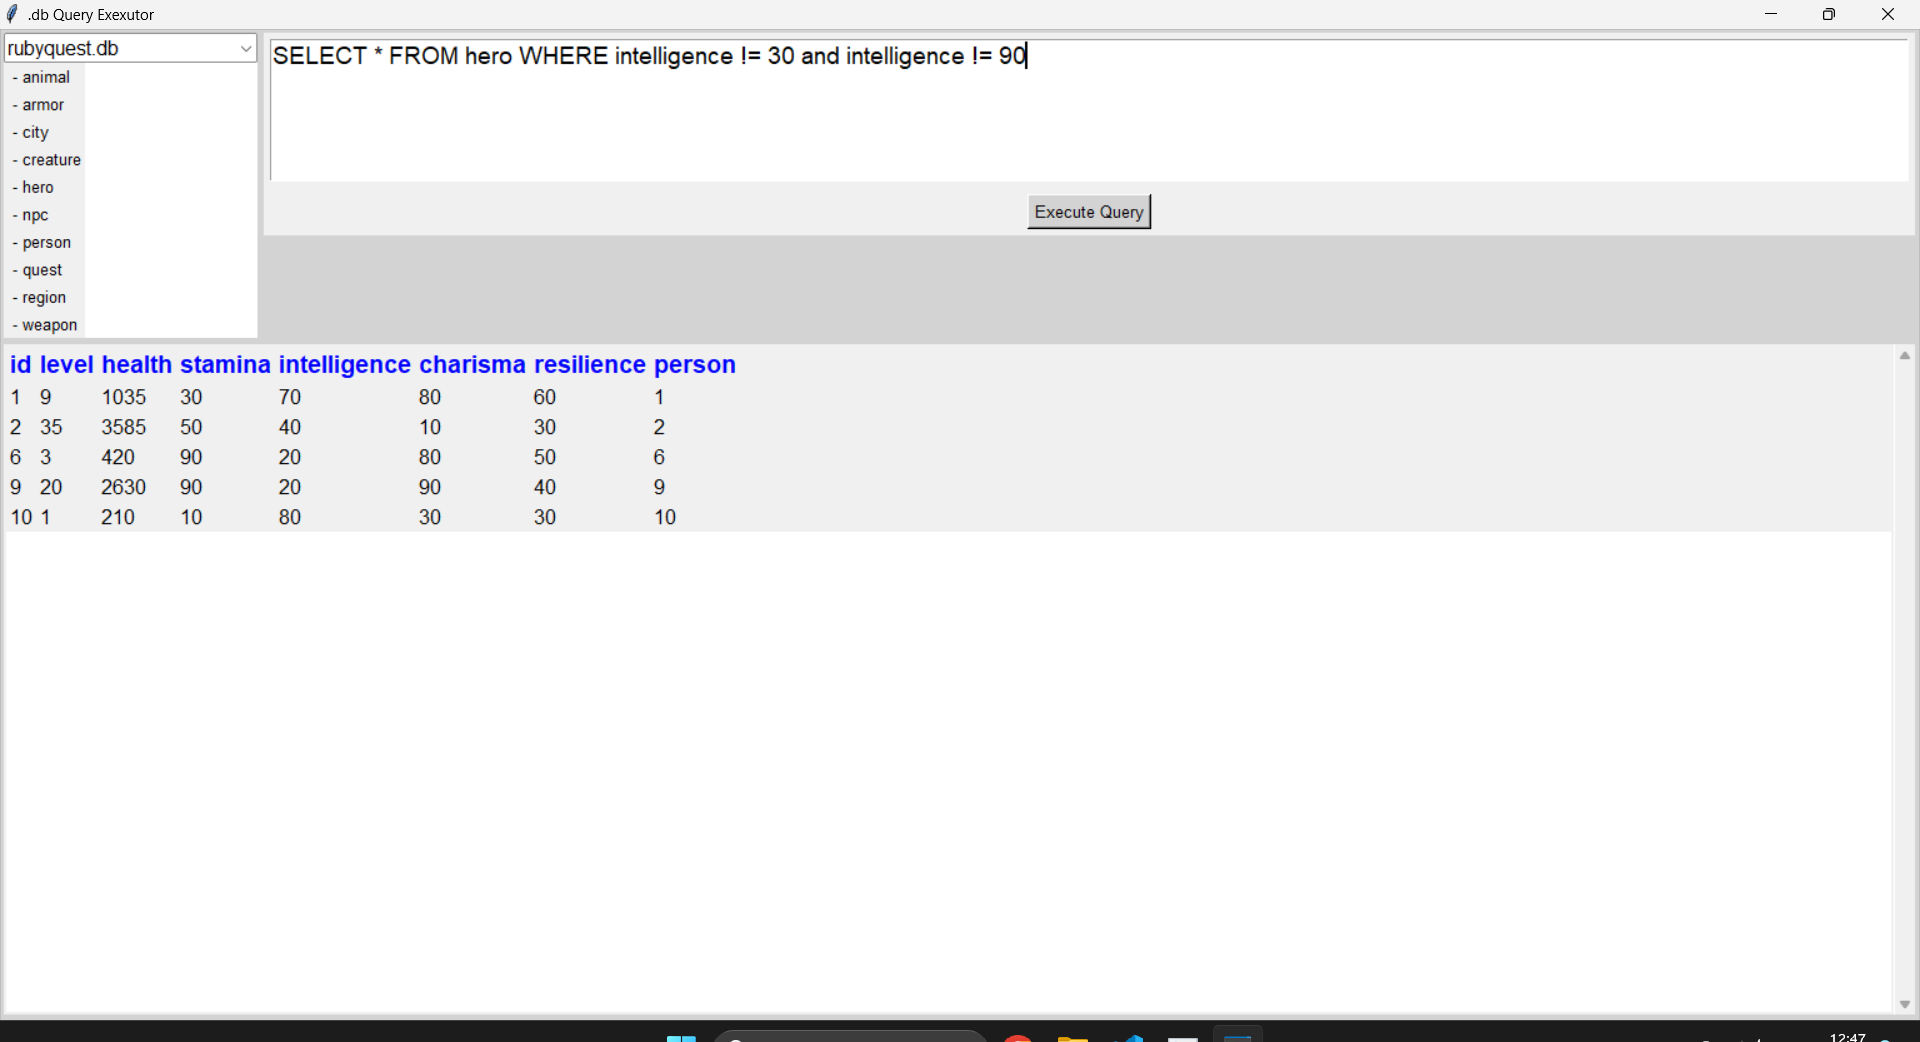 .db Query Exexutor
rubyquest.db
- animal
- armor
- city
- creature
- hero
- npc
- person
- quest
- region
- weapon
SELECT * FROM hero WHERE intelligence != 30 and intelligence != 90
Execute Query
id level health stamina intelligence charisma resilience person
1 9 1035 30 70 80 60 1
2 35 3585 50 40 10 30 2
6 3 420 90 20 80 50 6
9 20 2630 90 20 90 40 9
10 1 210 10 80 30 30 10
12:47